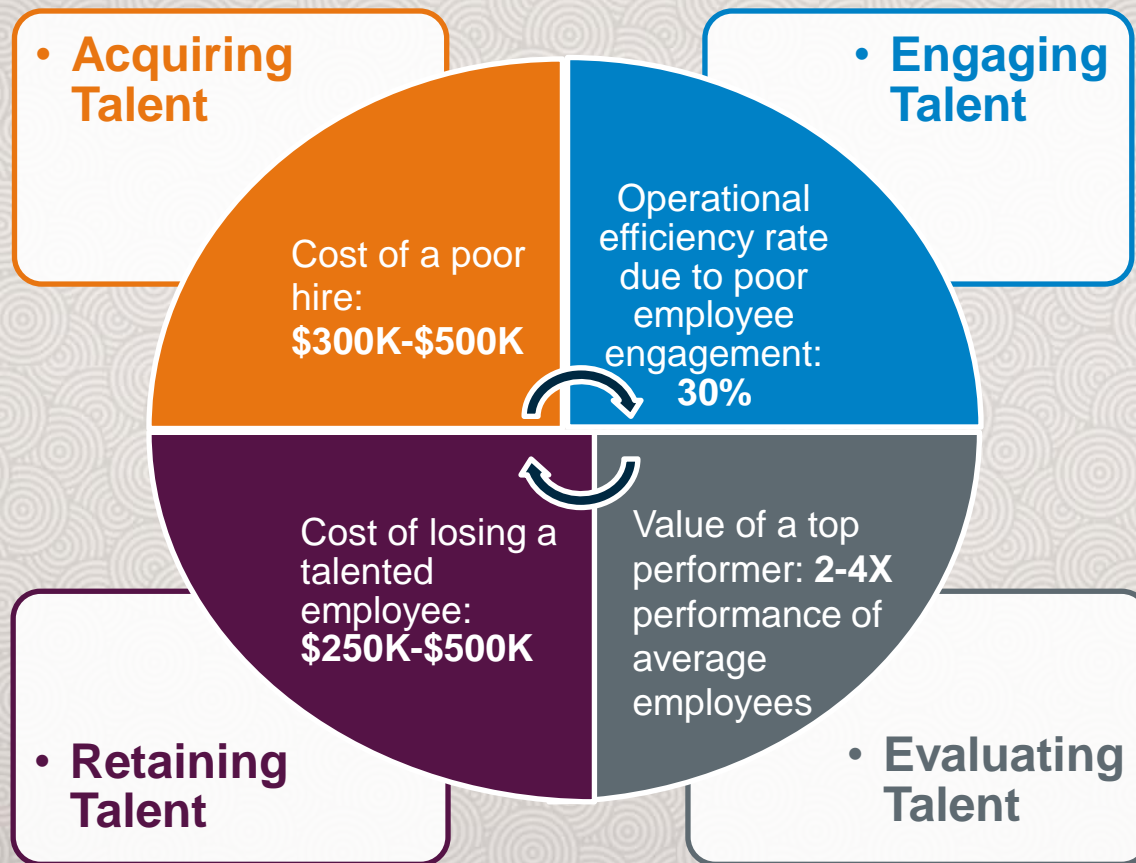 • Acquiring
Talent
• Engaging
Talent
Cost of a poor
hire:
$300K-$500K
Operational
efficiency rate
due to poor
employee
engagement:
30%
Cost of losing a
talented
employee:
$250K-$500K
Value of a top
performer: 2-4X
performance of
average
employees
• Retaining
Talent
• Evaluating
Talent